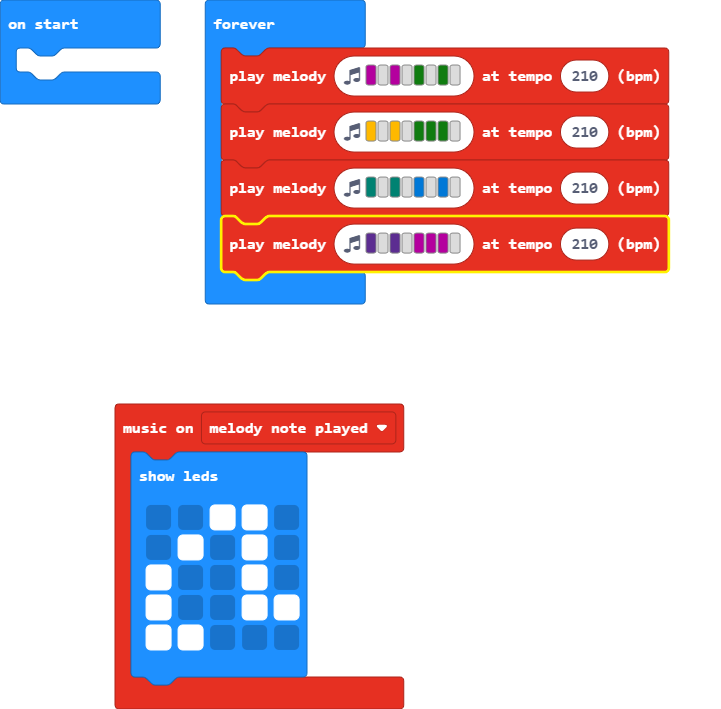 on start
forever
play melody at tempo 210 (bpm)
play melody at tempo 210 (bpm)
play melody at tempo 210 (bpm)
play melody at tempo 210 (bpm)
music on melody note played
show leds